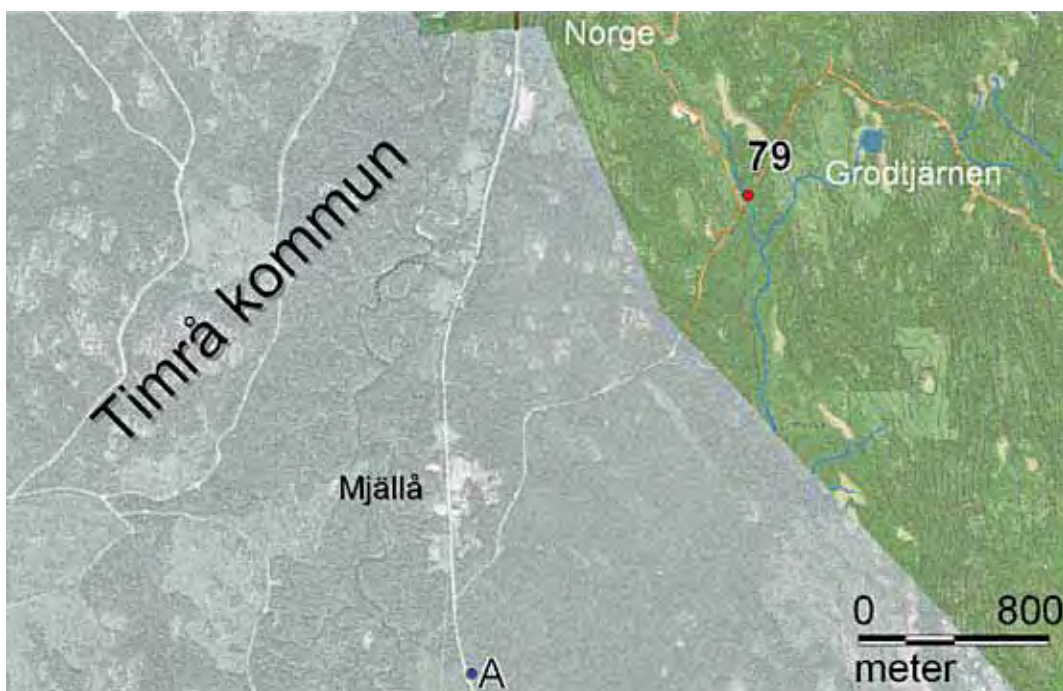 Norge
79
Grodtjärnen
Timrå kommun
Mjällå
0 800
meter
A